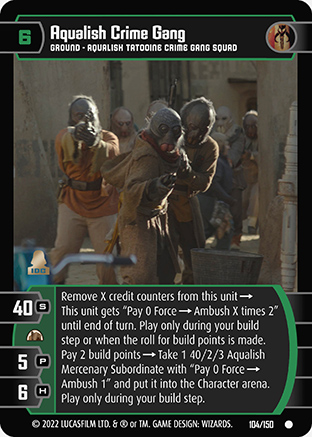 6
Aqualish Crime Gang
GROUND - AQUALISH TATOOINE CRIME GANG SQUAD
100
40 S
5 P
6 H
Remove X credit counters from this unit →
This unit gets “Pay 0 Force → Ambush X times 2”
until end of turn. Play only during your build
step or when the roll for build points is made.
Pay 2 build points → Take 1 40/2/3 Aqualish
Mercenary Subordinate with “Pay 0 Force →
Ambush 1” and put it into the Character arena.
Play only during your build step.
© 2022 LUCASFILM LTD. & ® OR TM. GAME DESIGN: WIZARDS.
104/150